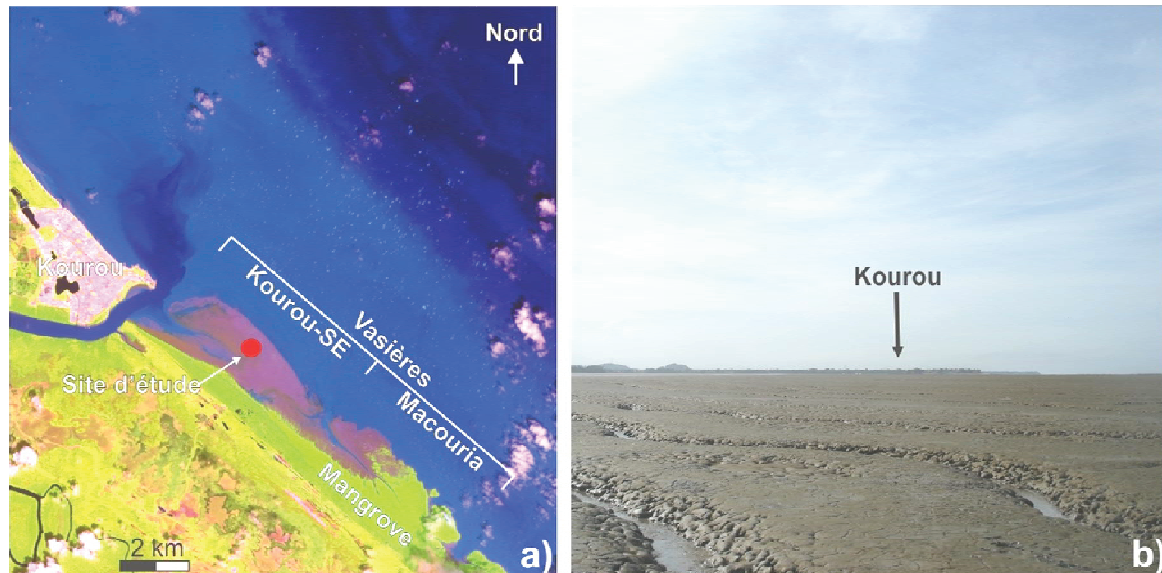 Nord
Kourou
Vasières
Kourou-SE
Macouria
Site d'étude
Mangrove
2 km
a)
Kourou
b)